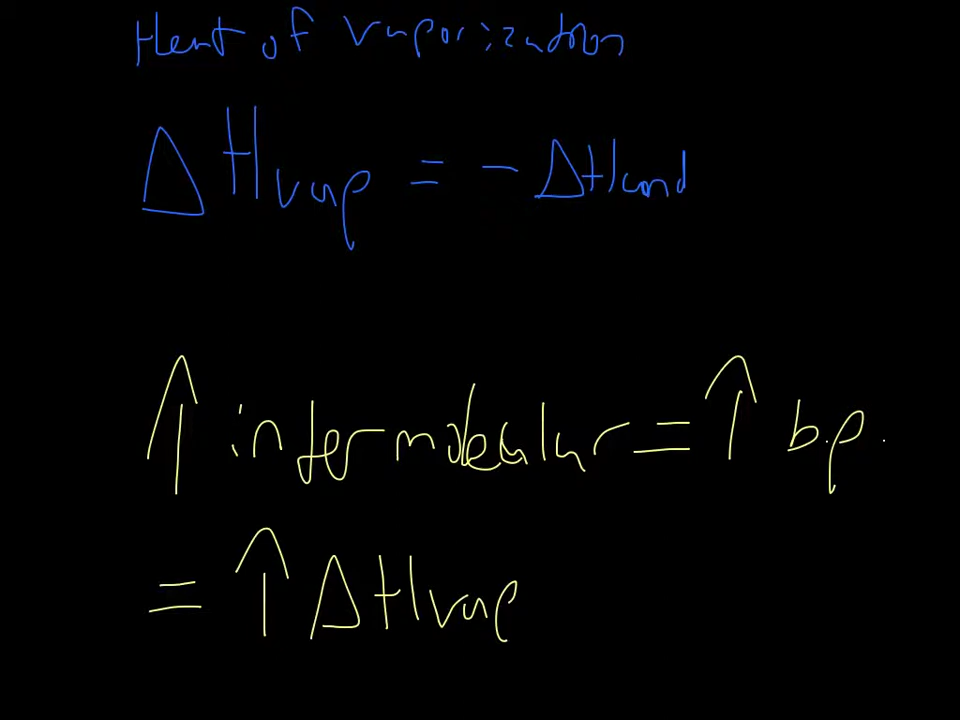 Heat of vaporization
ΔHvap = - ΔHcond
↑ intermolecular = ↑ b.p.
= ↑ ΔHvap